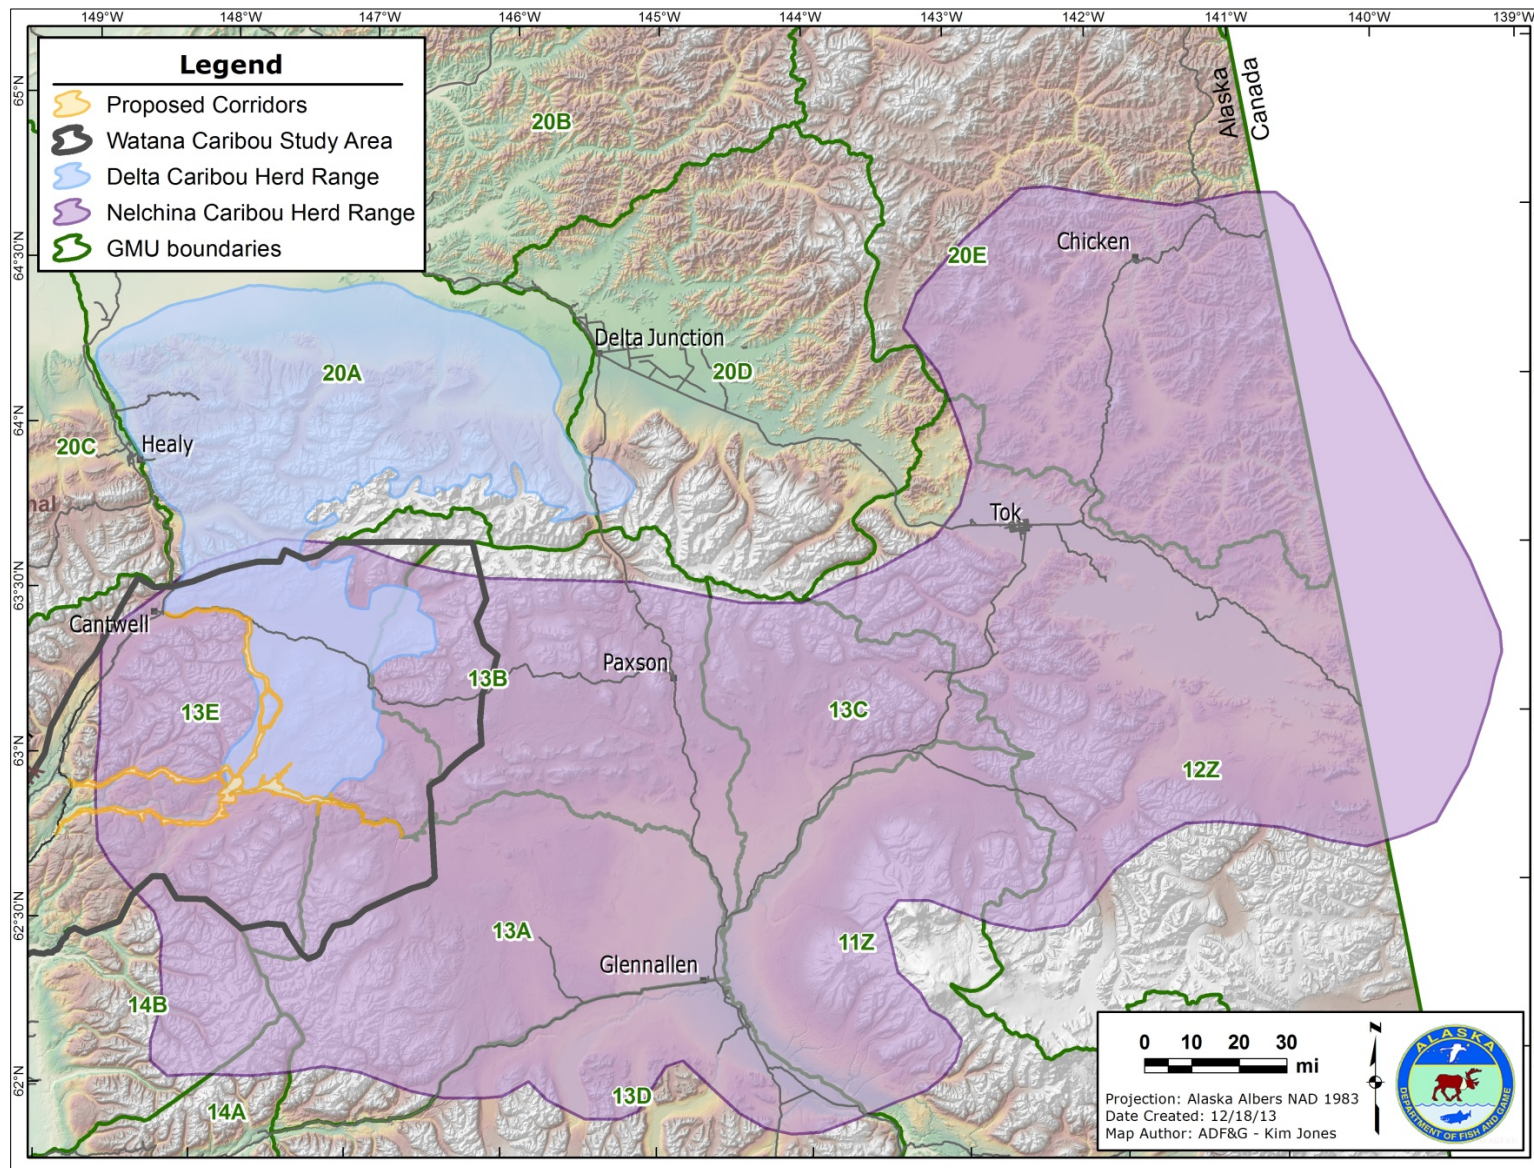 149°W 148°W 147°W 146°W 145°W 144°W 143°W 142°W 141°W 140°W 139°W
Legend
Proposed Corridors
Watana Caribou Study Area
Delta Caribou Herd Range
Nelchina Caribou Herd Range
GMU boundaries
65°N
64°30'N
64°N
63°30'N
63°N
62°30'N
62°N
Alaska
Canada
20B
20E
Chicken
Delta Junction
20A
20D
20C
Healy
nal
Tok
Cantwell
Paxson
13B
13E
13C
12Z
13A
11Z
Glennallen
14B
13D
14A
0 10 20 30
mi
N
Projection: Alaska Albers NAD 1983
Date Created: 12/18/13
Map Author: ADF&G - Kim Jones
ALASKA
DEPARTMENT OF FISH AND GAME